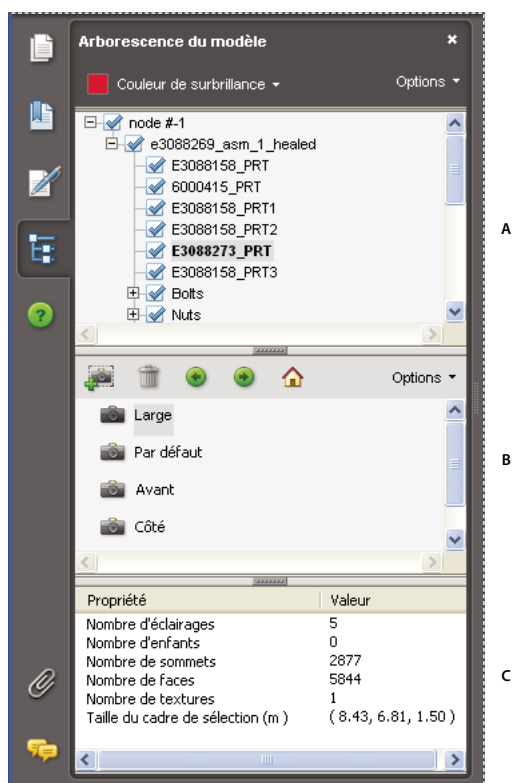 Arborescence du modèle
Couleur de surbrillance Options
node #-1
e3088269_asm_1_healed
E3088158_PRT
6000415_PRT
E3088158_PRT1
E3088158_PRT2
E3088273_PRT
E3088158_PRT3
Bolts
Nuts
A
Options
Large
Par défaut
Avant
Côté
B
Propriété Valeur
Nombre d'éclairages 5
Nombre d'enfants 0
Nombre de sommets 2877
Nombre de faces 5844
Nombre de textures 1
Taille du cadre de sélection (m ) ( 8.43, 6.81, 1.50 )
C